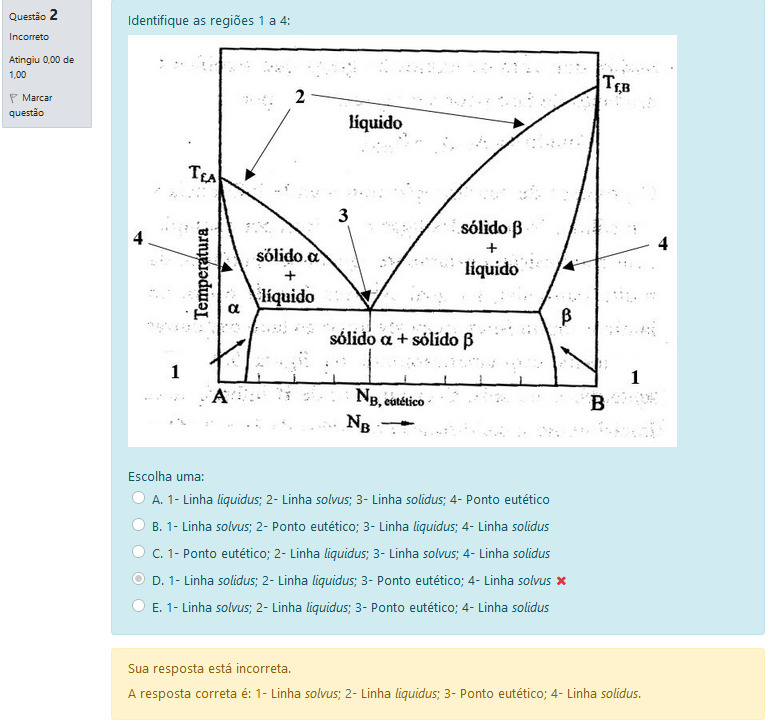 Questão 2
Incorreto
Atingiu 0,00 de
1,00
Marcar
questão
Identifique as regiões 1 a 4:
T_f,B
2
líquido
T_f,A
3
4
sólido β
+
líquido
4
sólido α
+
líquido
Temperatura
α
β
sólido α + sólido β
1
1
A
N_B, eutético
B
N_B
Escolha uma:
A. 1- Linha liquidus; 2- Linha solvus; 3- Linha solidus; 4- Ponto eutético
B. 1- Linha solvus; 2- Ponto eutético; 3- Linha liquidus; 4- Linha solidus
C. 1- Ponto eutético; 2- Linha liquidus; 3- Linha solvus; 4- Linha solidus
D. 1- Linha solidus; 2- Linha liquidus; 3- Ponto eutético; 4- Linha solvus
E. 1- Linha solvus; 2- Linha liquidus; 3- Ponto eutético; 4- Linha solidus
Sua resposta está incorreta.
A resposta correta é: 1- Linha solvus; 2- Linha liquidus; 3- Ponto eutético; 4- Linha solidus.